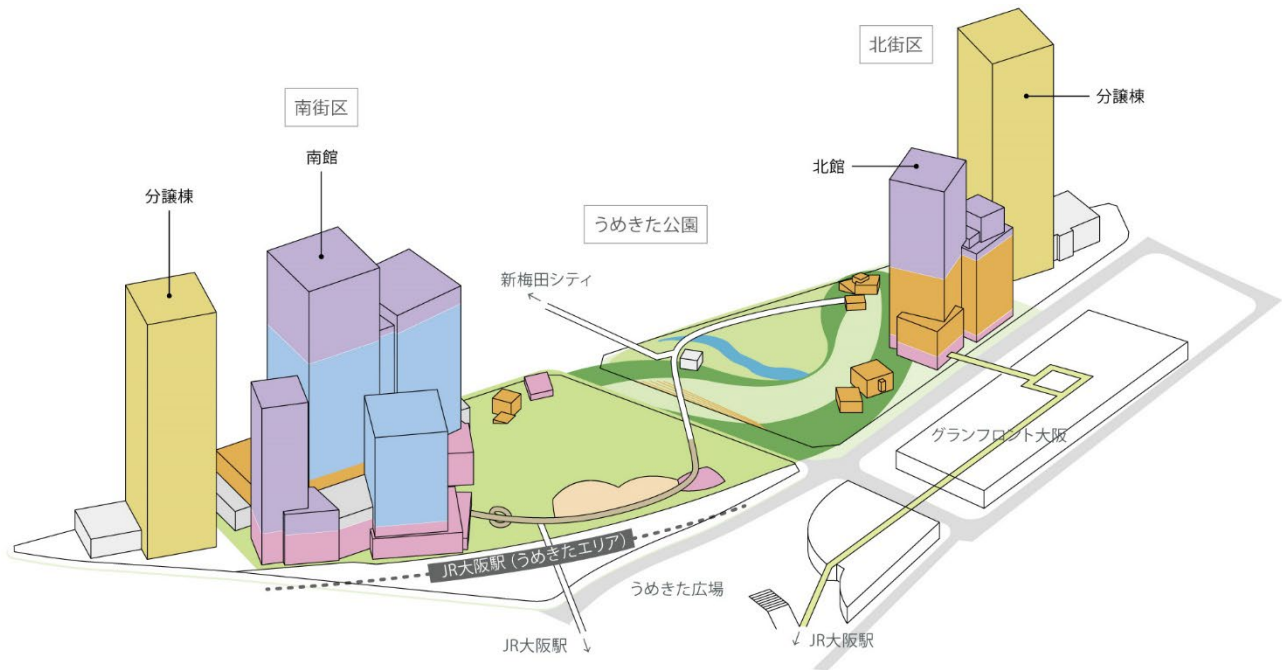 北街区
分譲棟
南街区
南館
北館
分譲棟
うめきた公園
新梅田シティ
グランフロント大阪
JR大阪駅（うめきたエリア）
うめきた広場
JR大阪駅
JR大阪駅